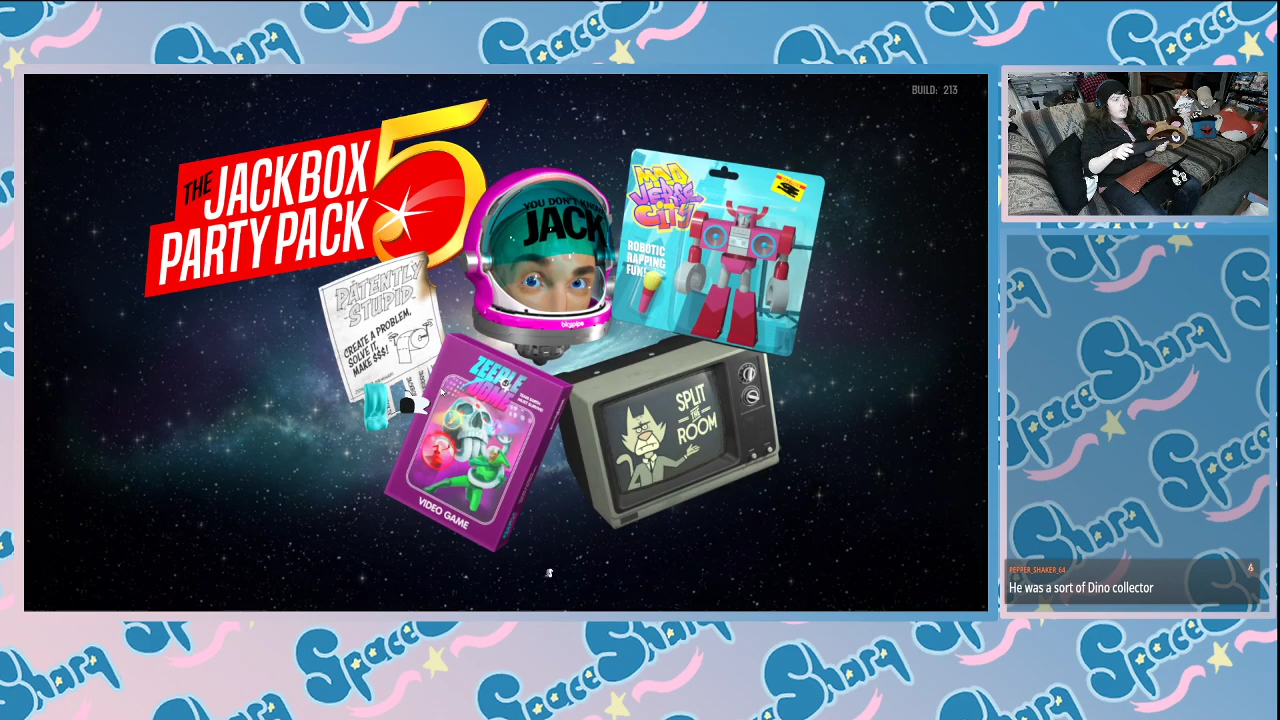 BUILD: 213
THE JACKBOX
PARTY PACK 5
YOU DON'T KNOW
JACK
MAD
VERSE
CITY
ROBOTIC
RAPPING
FUN!
PATENTLY
STUPID
CREATE A PROBLEM,
SOLVE IT,
MAKE $$$!
ZEEPLE
DOME
VIDEO GAME
SPLIT
THE
ROOM
PEPPER_SHAKER_64
He was a sort of Dino collector
Space Sharq